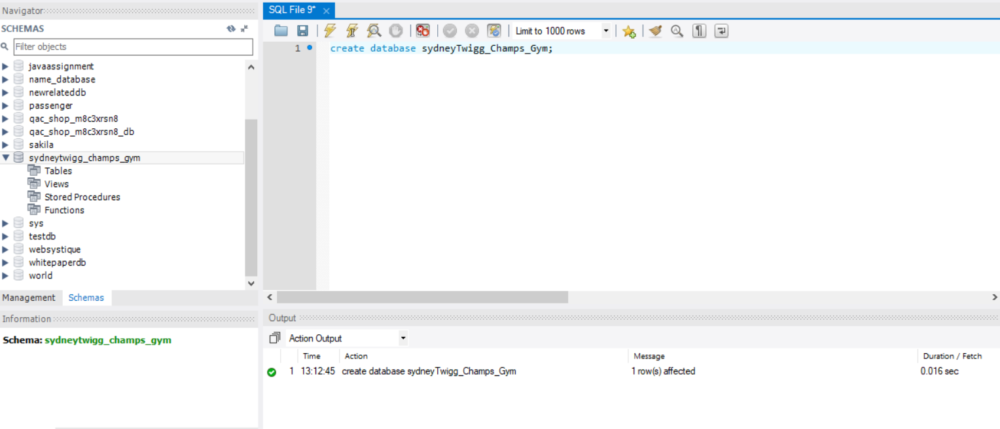 Navigator
SCHEMAS
Filter objects
javaassignment
name_database
newrelateddb
passenger
qac_shop_m8c3xrsn8
qac_shop_m8c3xrsn8_db
sakila
sydneytwigg_champs_gym
Tables
Views
Stored Procedures
Functions
sys
testdb
websystique
whitepaperdb
world
Management Schemas
Information
Schema: sydneytwigg_champs_gym
SQL File 9*
Limit to 1000 rows
1 create database sydneyTwigg_Champs_Gym;
Output
Action Output
Time Action Message Duration / Fetch
1 13:12:45 create database sydneyTwigg_Champs_Gym 1 row(s) affected 0.016 sec